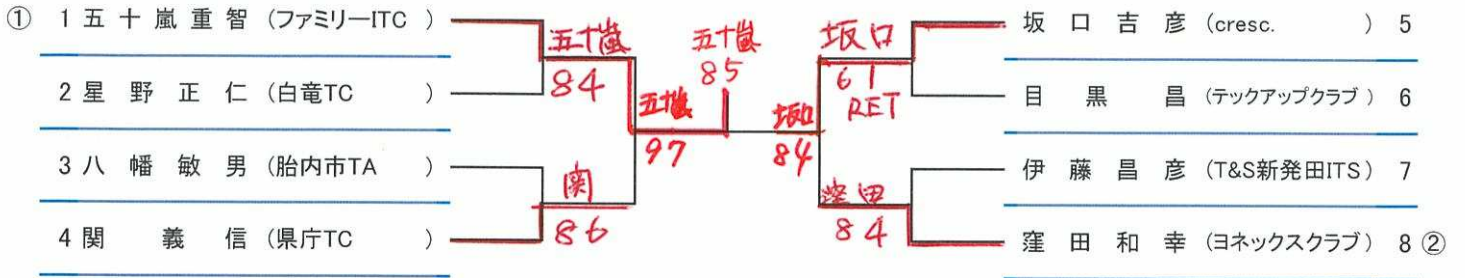 ① 1 五十嵐重智 (ファミリーITC) 坂口吉彦 (cresc. ) 5
五十嵐 五十嵐 坂口
84 85 61
2 星野正仁 (白竜TC ) RET 目黒昌 (テックアップクラブ) 6
五十嵐 坂口
97 84
3 八幡敏男 (胎内市TA ) 伊藤昌彦 (T&S新発田ITS) 7
関 窪田
86 84
4 関義信 (県庁TC ) 窪田和幸 (ヨネックスクラブ) 8 ②